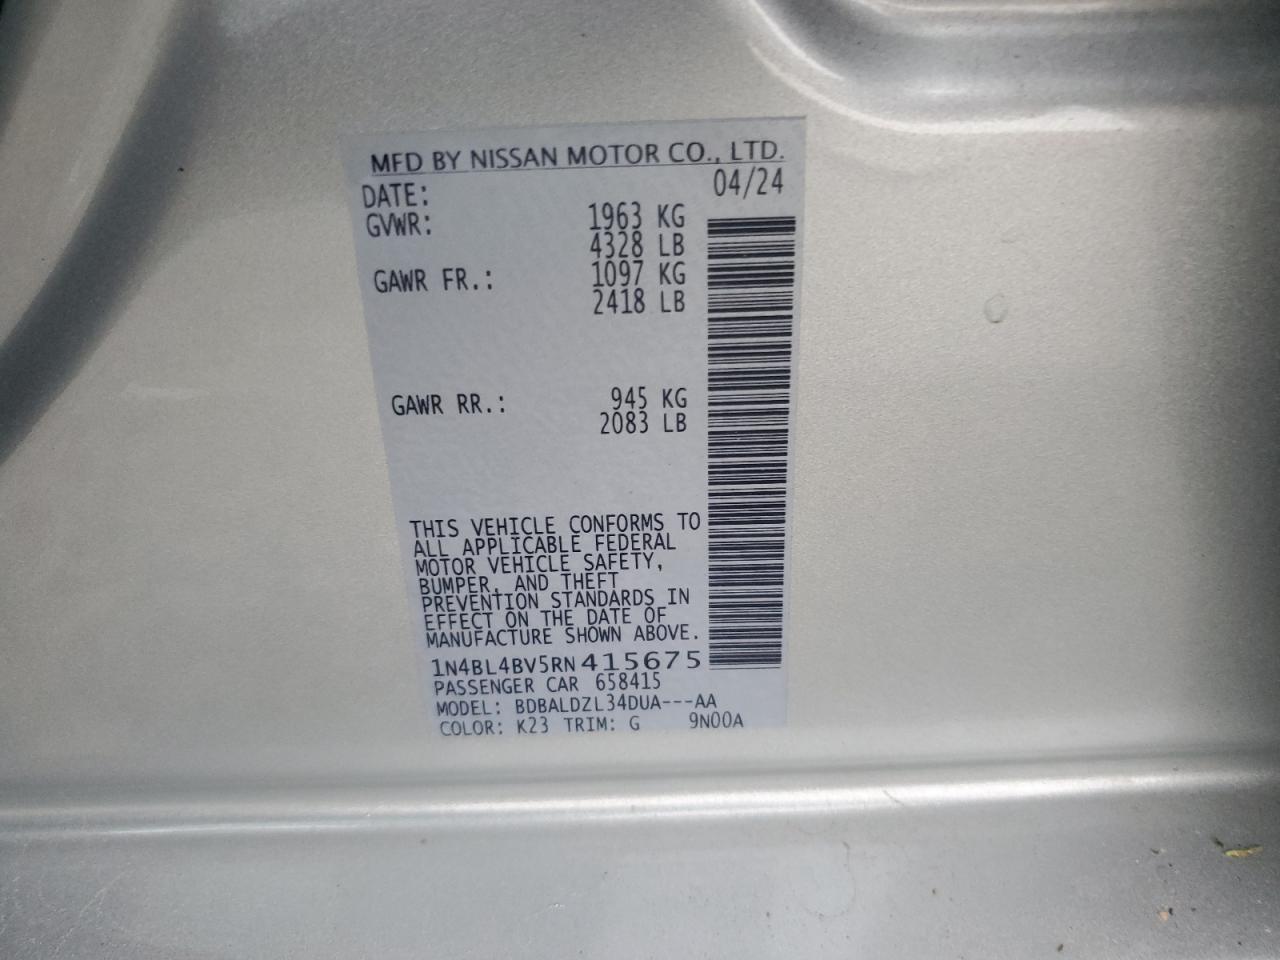 MFD BY NISSAN MOTOR CO., LTD.
DATE: 04/24
GVWR: 1963 KG
4328 LB
GAWR FR.: 1097 KG
2418 LB
GAWR RR.: 945 KG
2083 LB
THIS VEHICLE CONFORMS TO
ALL APPLICABLE FEDERAL
MOTOR VEHICLE SAFETY,
BUMPER, AND THEFT
PREVENTION STANDARDS IN
EFFECT ON THE DATE OF
MANUFACTURE SHOWN ABOVE.
1N4BL4BV5RN415675
PASSENGER CAR 658415
MODEL: BDBALDZL34DUA---AA
COLOR: K23 TRIM: G 9N00A